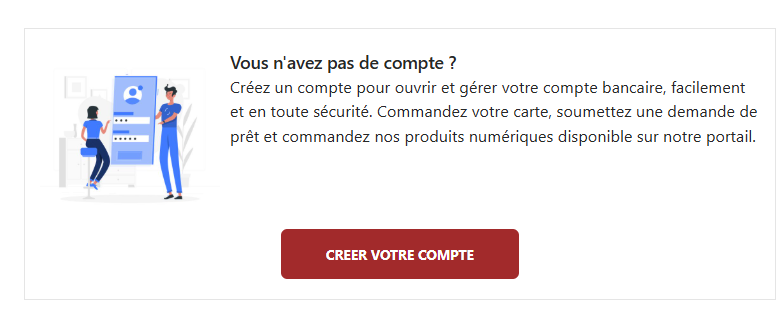 Vous n'avez pas de compte ?
Créez un compte pour ouvrir et gérer votre compte bancaire, facilement
et en toute sécurité. Commandez votre carte, soumettez une demande de
prêt et commandez nos produits numériques disponible sur notre portail.
CREER VOTRE COMPTE